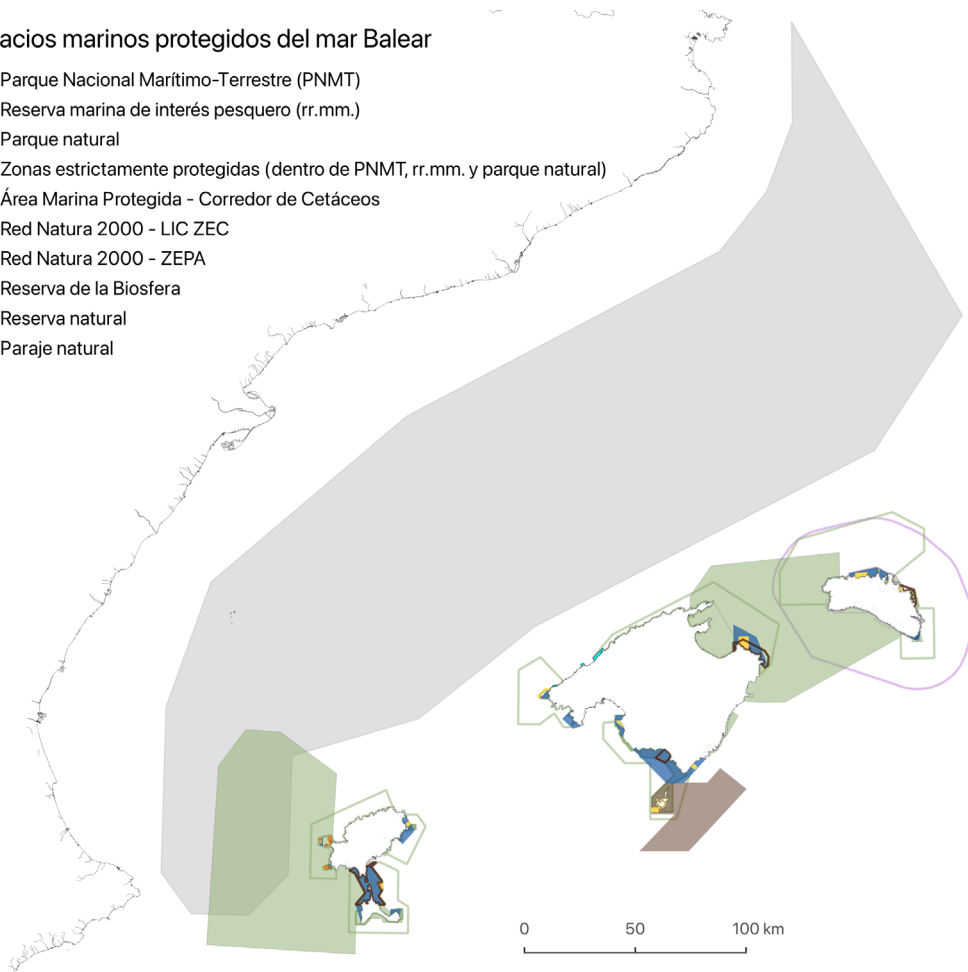 acios marinos protegidos del mar Balear
Parque Nacional Marítimo-Terrestre (PNMT)
Reserva marina de interés pesquero (rr.mm.)
Parque natural
Zonas estrictamente protegidas (dentro de PNMT, rr.mm. y parque natural)
Área Marina Protegida - Corredor de Cetáceos
Red Natura 2000 - LIC ZEC
Red Natura 2000 - ZEPA
Reserva de la Biosfera
Reserva natural
Paraje natural
0 50 100 km